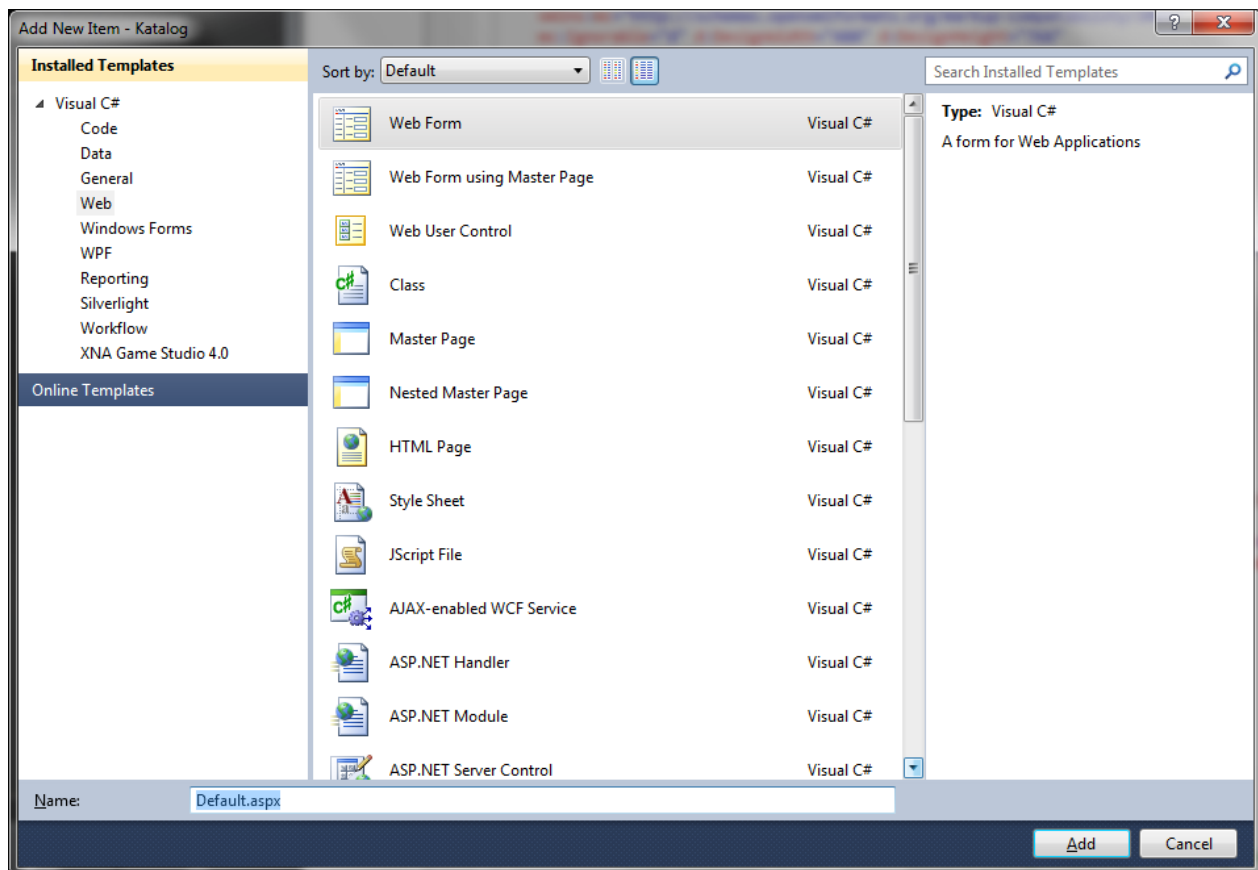 Add New Item - Katalog
Installed Templates
Sort by: Default
Search Installed Templates
Visual C#
Code
Data
General
Web
Windows Forms
WPF
Reporting
Silverlight
Workflow
XNA Game Studio 4.0
Online Templates
Web Form Visual C#
Web Form using Master Page Visual C#
Web User Control Visual C#
Class Visual C#
Master Page Visual C#
Nested Master Page Visual C#
HTML Page Visual C#
Style Sheet Visual C#
JScript File Visual C#
AJAX-enabled WCF Service Visual C#
ASP.NET Handler Visual C#
ASP.NET Module Visual C#
ASP.NET Server Control Visual C#
Type: Visual C#
A form for Web Applications
Name: Default.aspx
Add Cancel